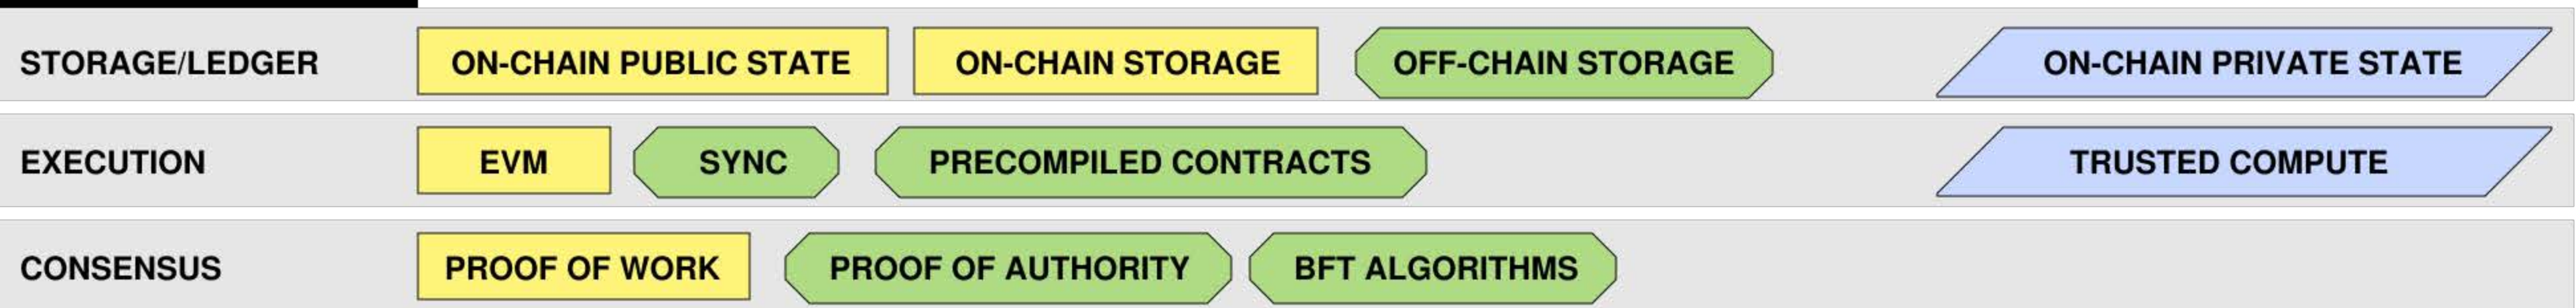 STORAGE/LEDGER ON-CHAIN PUBLIC STATE ON-CHAIN STORAGE OFF-CHAIN STORAGE ON-CHAIN PRIVATE STATE
EXECUTION EVM SYNC PRECOMPILED CONTRACTS TRUSTED COMPUTE
CONSENSUS PROOF OF WORK PROOF OF AUTHORITY BFT ALGORITHMS